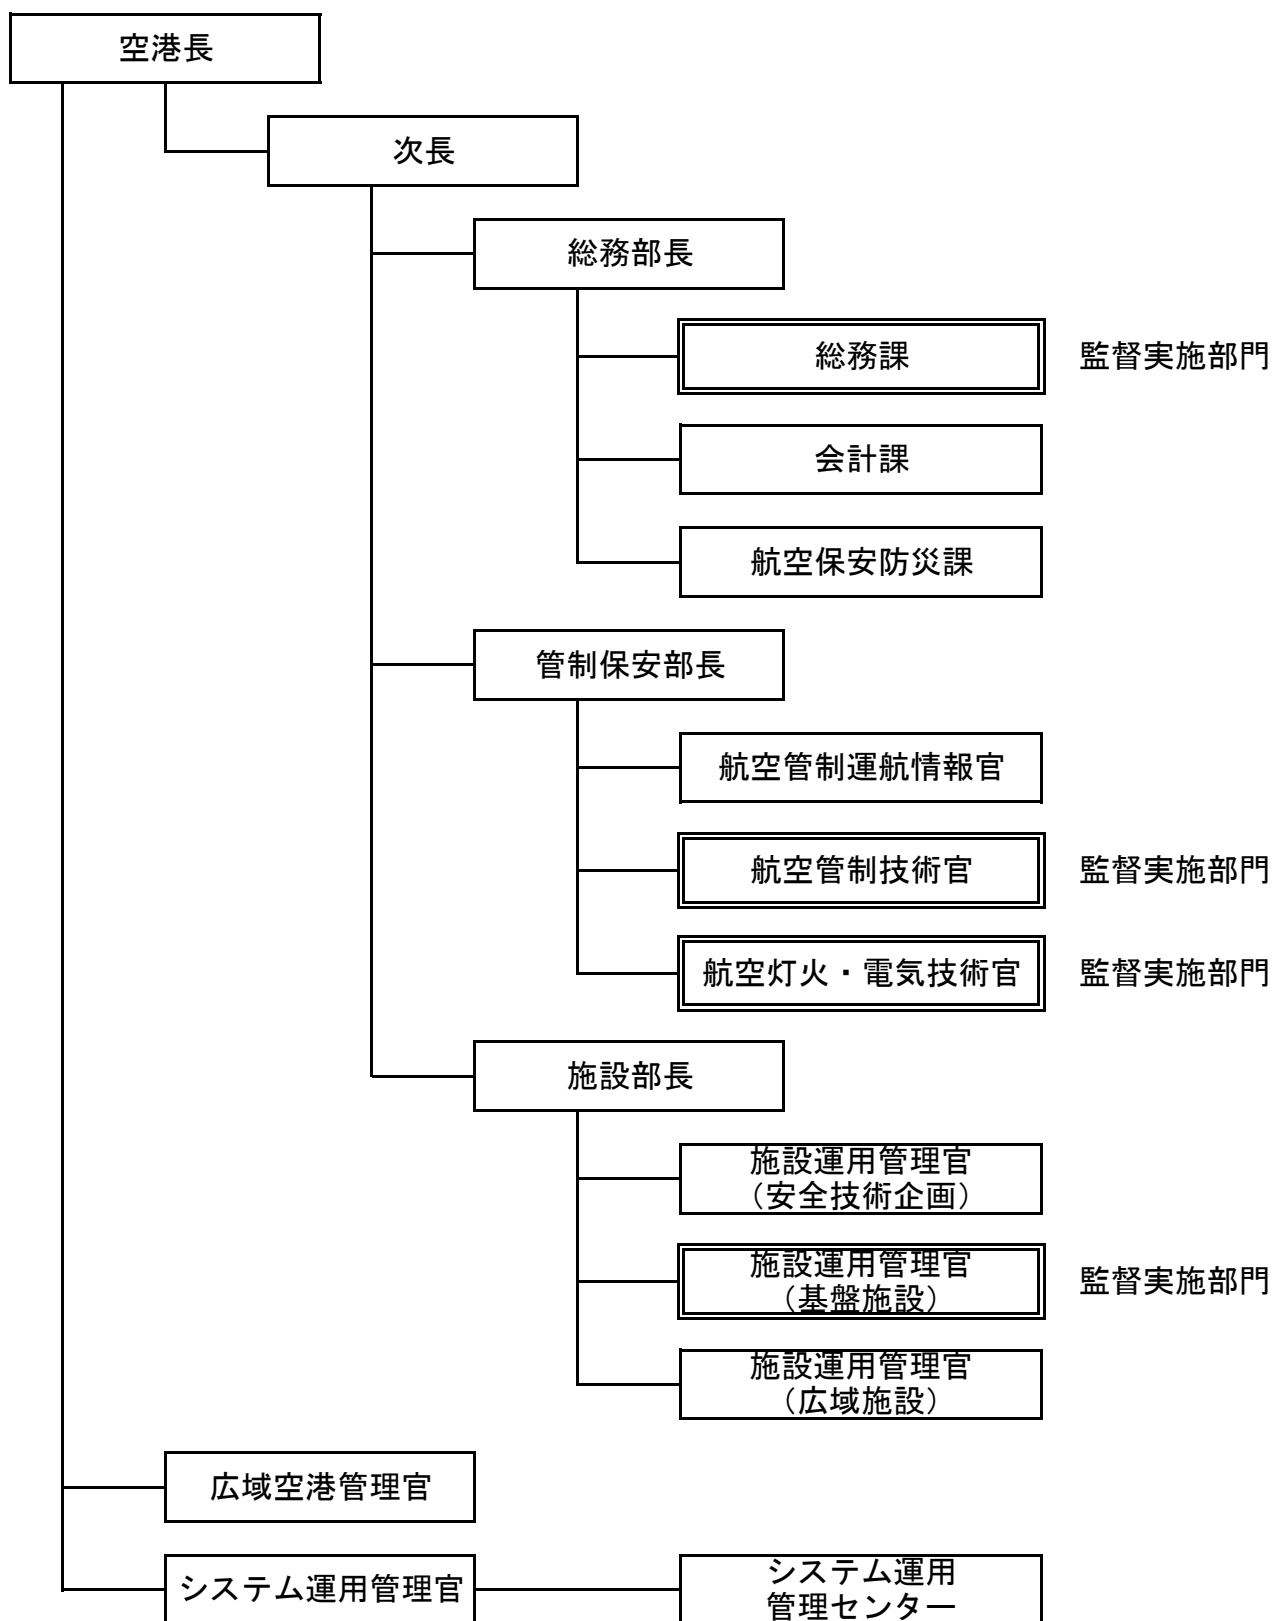 空港長
次長
総務部長
総務課 監督実施部門
会計課
航空保安防災課
管制保安部長
航空管制運航情報官
航空管制技術官 監督実施部門
航空灯火・電気技術官 監督実施部門
施設部長
施設運用管理官
（安全技術企画）
施設運用管理官
（基盤施設） 監督実施部門
施設運用管理官
（広域施設）
広域空港管理官
システム運用管理官
システム運用
管理センター